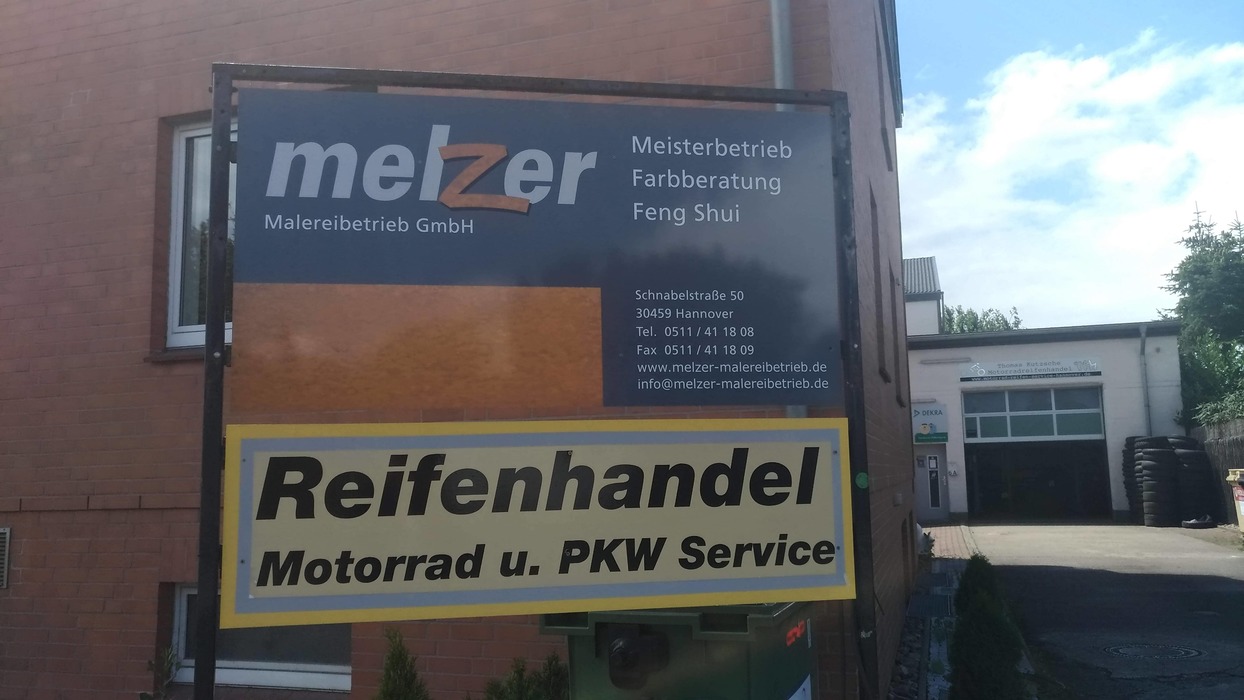 melzer
Malereibetrieb GmbH
Meisterbetrieb
Farbberatung
Feng Shui
Schnabelstraße 50
30459 Hannover
Tel. 0511 / 41 18 08
Fax 0511 / 41 18 09
www.melzer-malereibetrieb.de
info@melzer-malereibetrieb.de
Reifenhandel
Motorrad u. PKW Service
Motorradreifenhandel
DEKRA